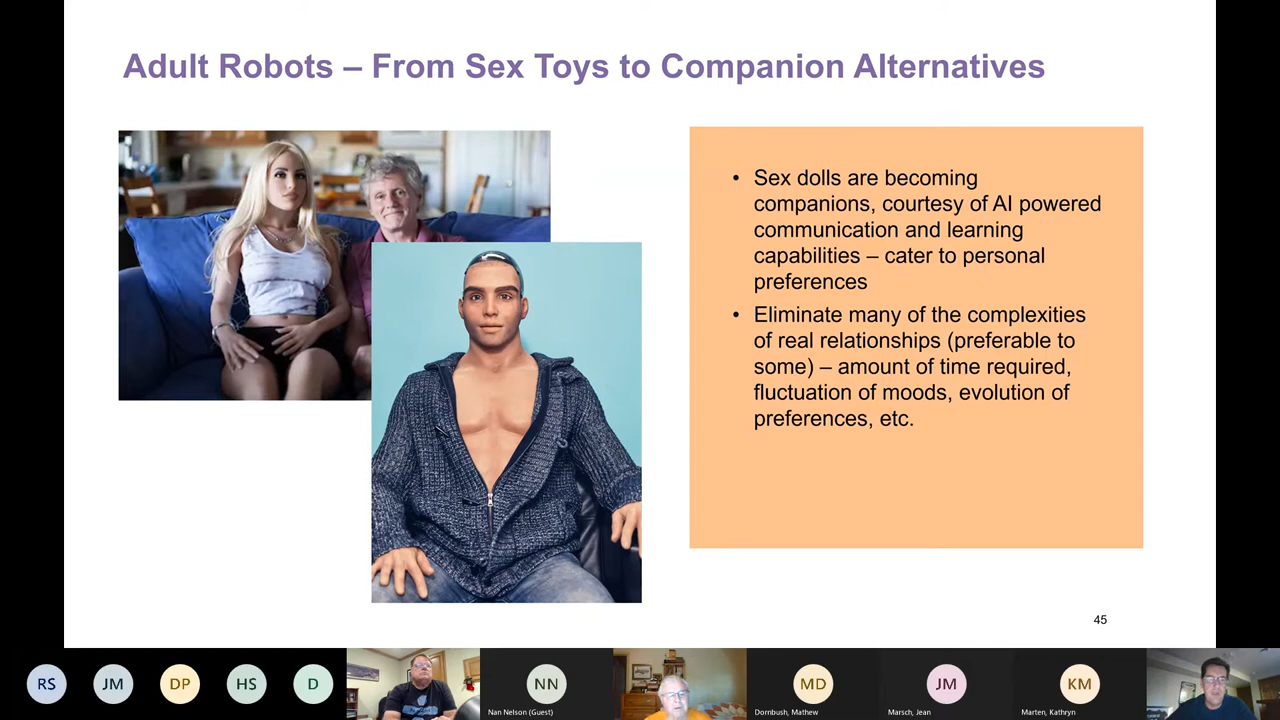 Adult Robots – From Sex Toys to Companion Alternatives
• Sex dolls are becoming
companions, courtesy of AI powered
communication and learning
capabilities – cater to personal
preferences
• Eliminate many of the complexities
of real relationships (preferable to
some) – amount of time required,
fluctuation of moods, evolution of
preferences, etc.
45
RS
JM
DP
HS
D
NN
Nan Nelson (Guest)
MD
Dornbush, Mathew
JM
Marsch, Jean
KM
Marten, Kathryn